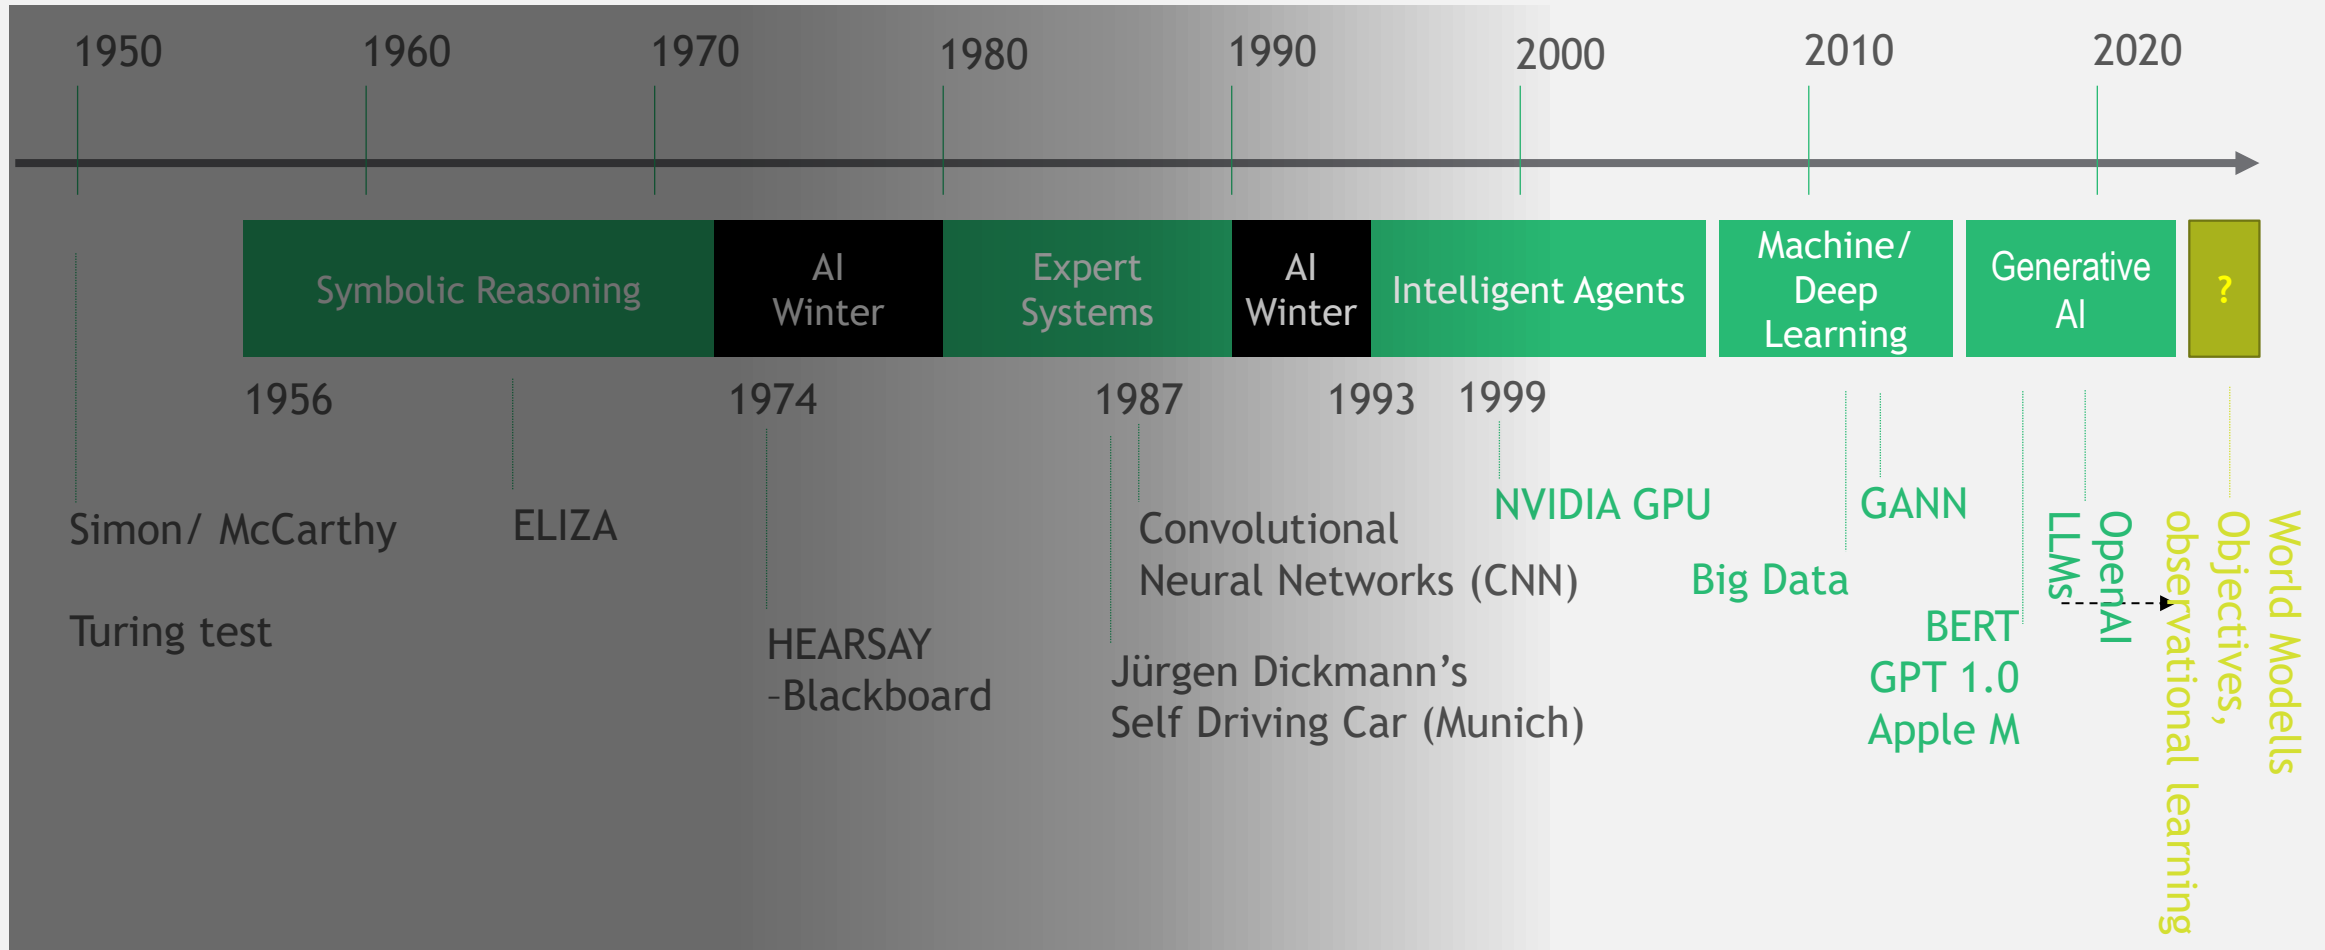 1950
1960
1970
1980
1990
2000
2010
2020
Symbolic Reasoning
AI
Winter
Expert
Systems
AI
Winter
Intelligent Agents
Machine/
Deep
Learning
Generative
AI
?
1956
1974
1987
1993
1999
Simon/ McCarthy
Turing test
ELIZA
HEARSAY
–Blackboard
Convolutional
Neural Networks (CNN)
Jürgen Dickmann’s
Self Driving Car (Munich)
NVIDIA GPU
Big Data
GANN
BERT
GPT 1.0
Apple M
OpenAI
LLMs
World Modells
Objectives,
observational learning